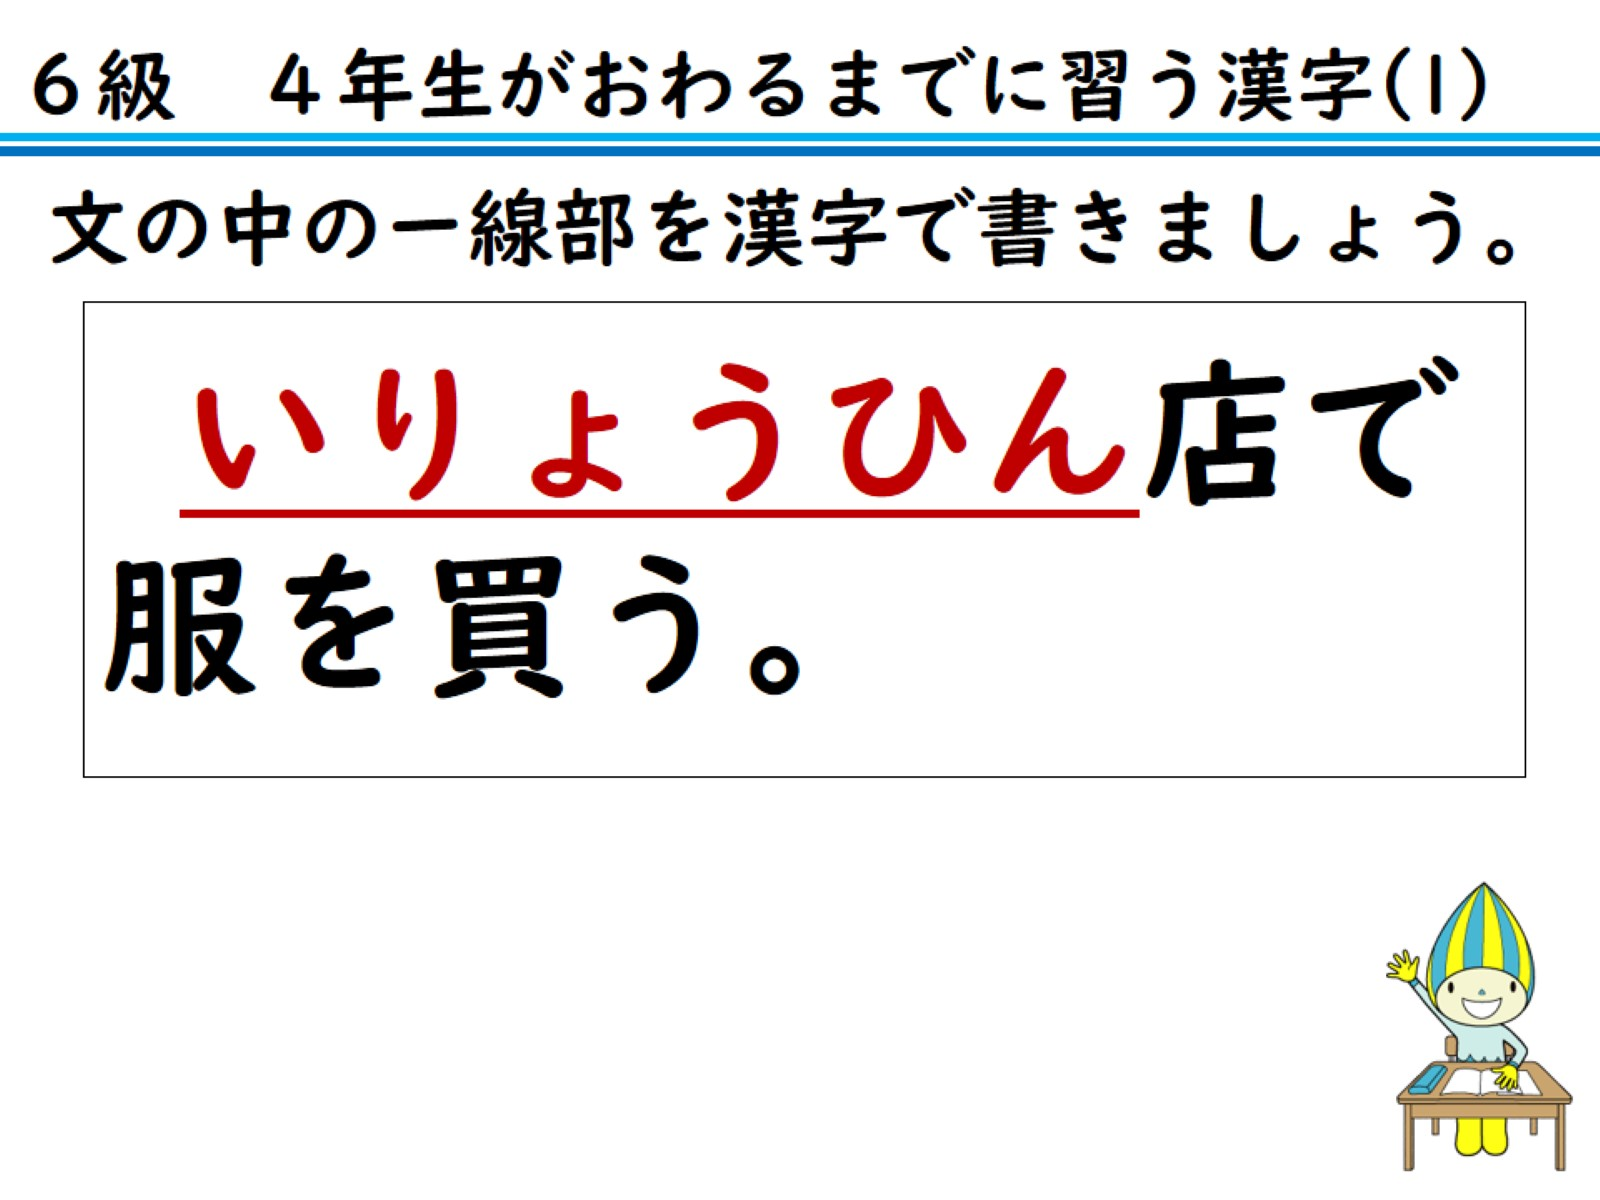 ６級　４年生がおわるまでに習う漢字(1)
文の中の一線部を漢字で書きましょう。
いりょうひん店で
服を買う。